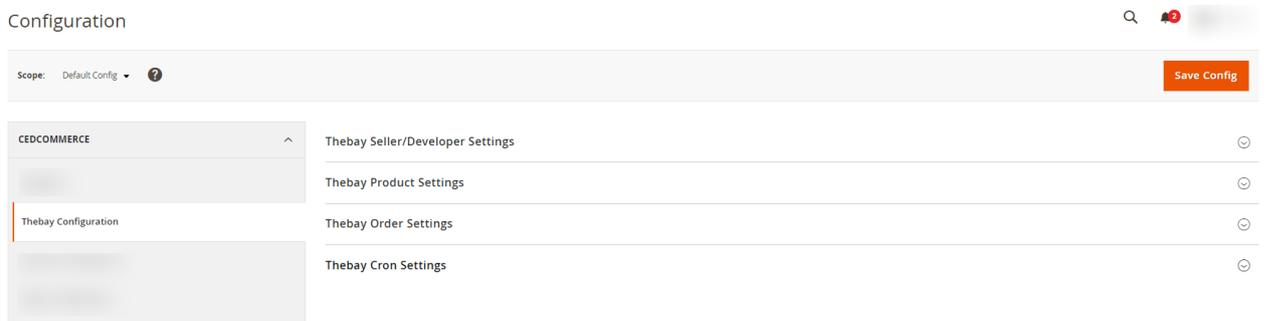 Configuration
2
Scope: Default Config ?
Save Config
CEDCOMMERCE
Thebay Configuration
Thebay Seller/Developer Settings
Thebay Product Settings
Thebay Order Settings
Thebay Cron Settings